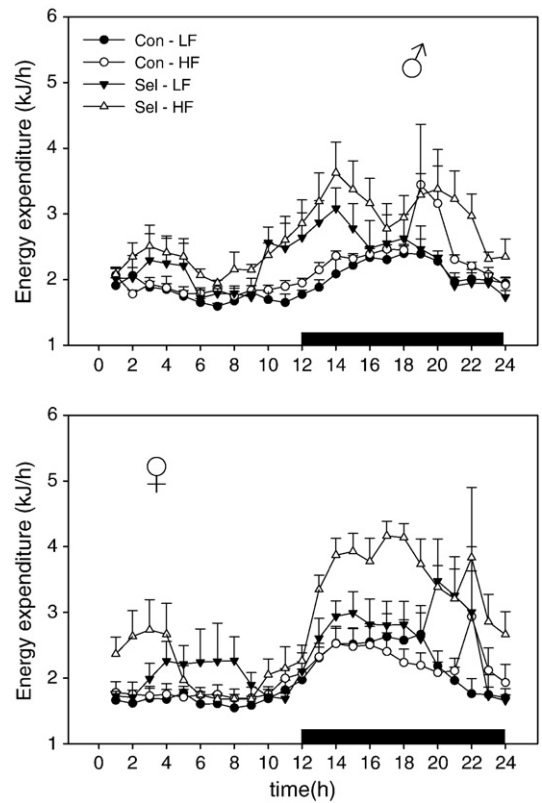 6
Con - LF
Con - HF
Sel - LF
Sel - HF
♂
5
4
3
2
1
Energy expenditure (kJ/h)
0 2 4 6 8 10 12 14 16 18 20 22 24
6
♀
5
4
3
2
1
Energy expenditure (kJ/h)
0 2 4 6 8 10 12 14 16 18 20 22 24
time(h)